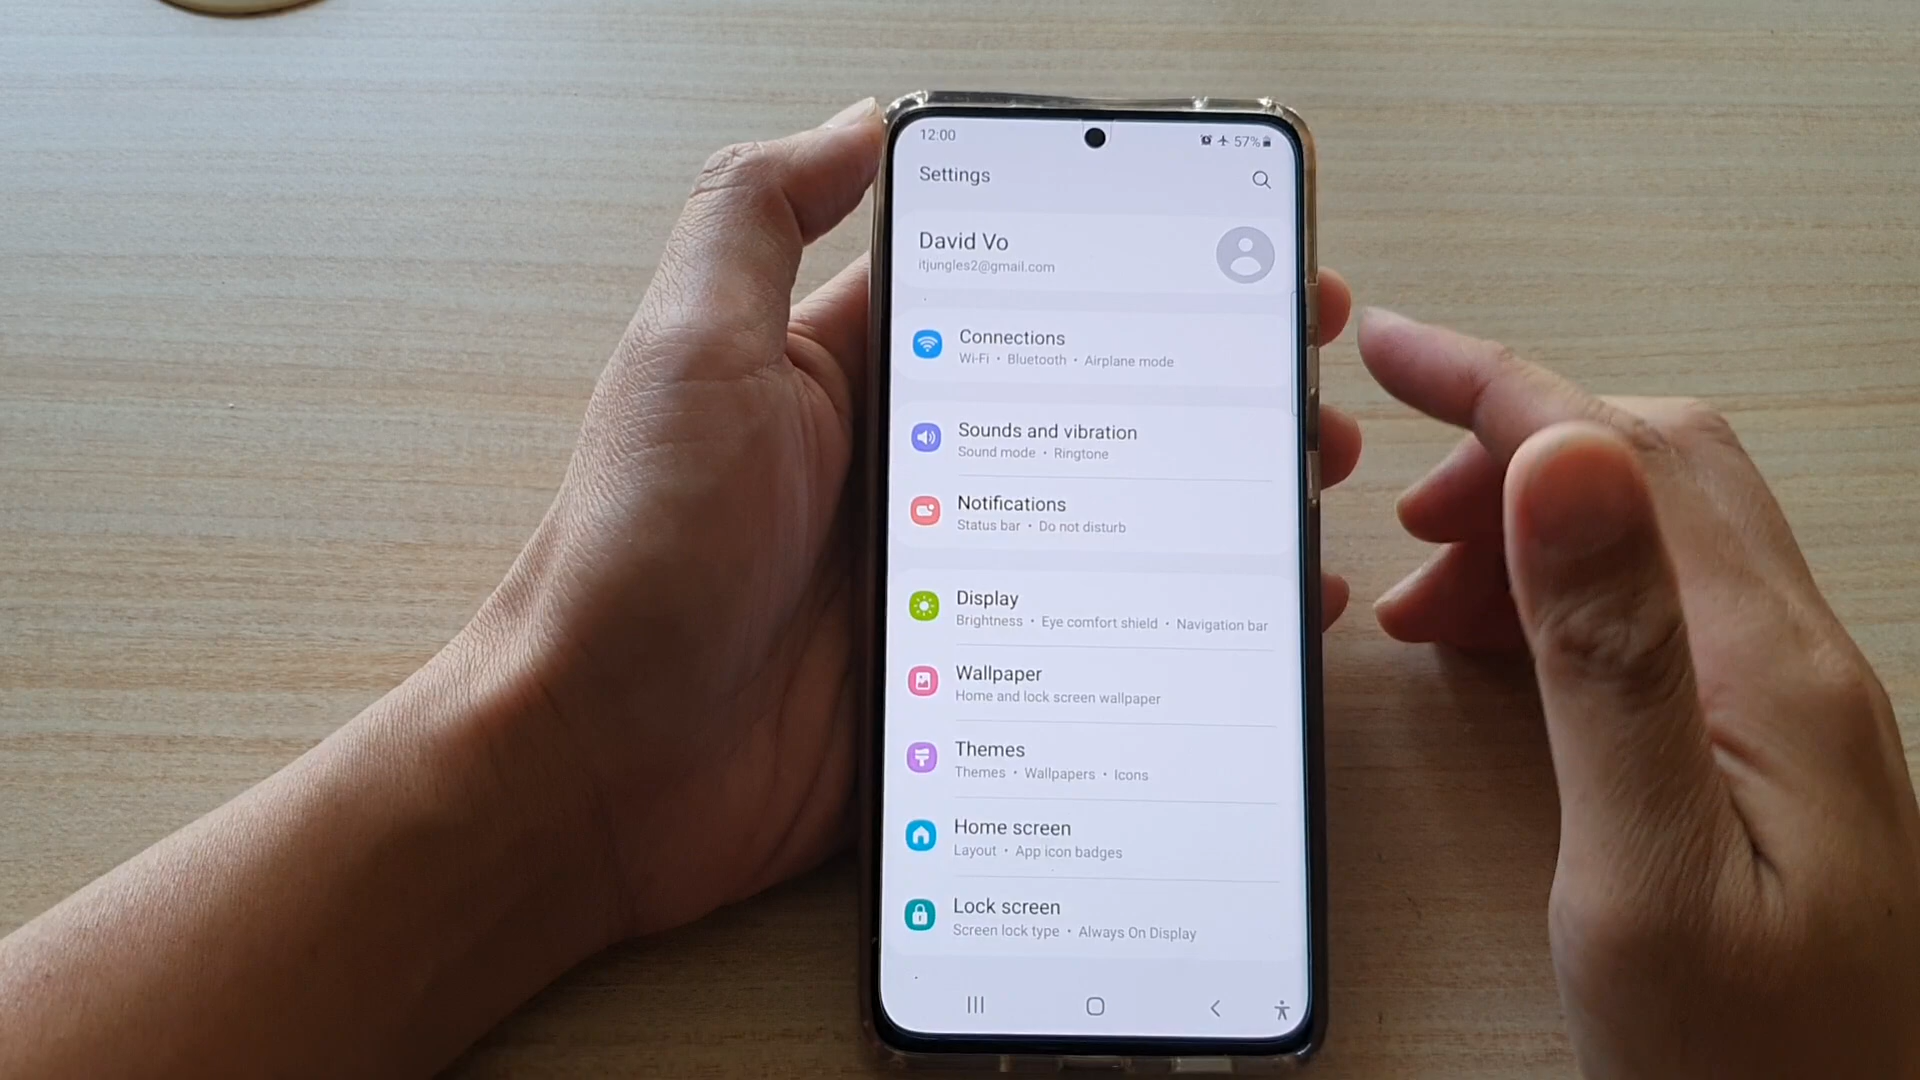 12:00
57%
Settings
David Vo
itjungles2@gmail.com
Connections
Wi-Fi • Bluetooth • Airplane mode
Sounds and vibration
Sound mode • Ringtone
Notifications
Status bar • Do not disturb
Display
Brightness • Eye comfort shield • Navigation bar
Wallpaper
Home and lock screen wallpaper
Themes
Themes • Wallpapers • Icons
Home screen
Layout • App icon badges
Lock screen
Screen lock type • Always On Display